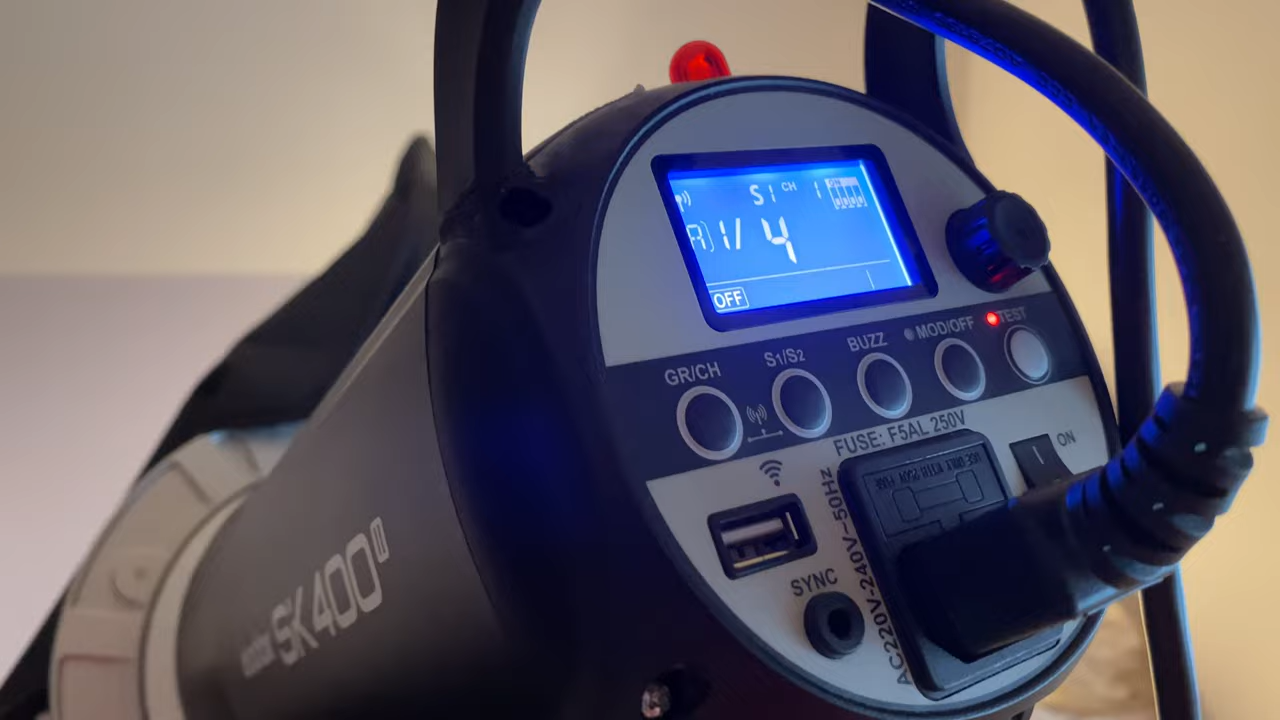 S1 CH 1
1/4
OFF
GR/CH
S1/S2
BUZZ
MOD/OFF
TEST
FUSE: F5AL 250V
ON
AC220V-240V~50Hz
SYNC
SK400II